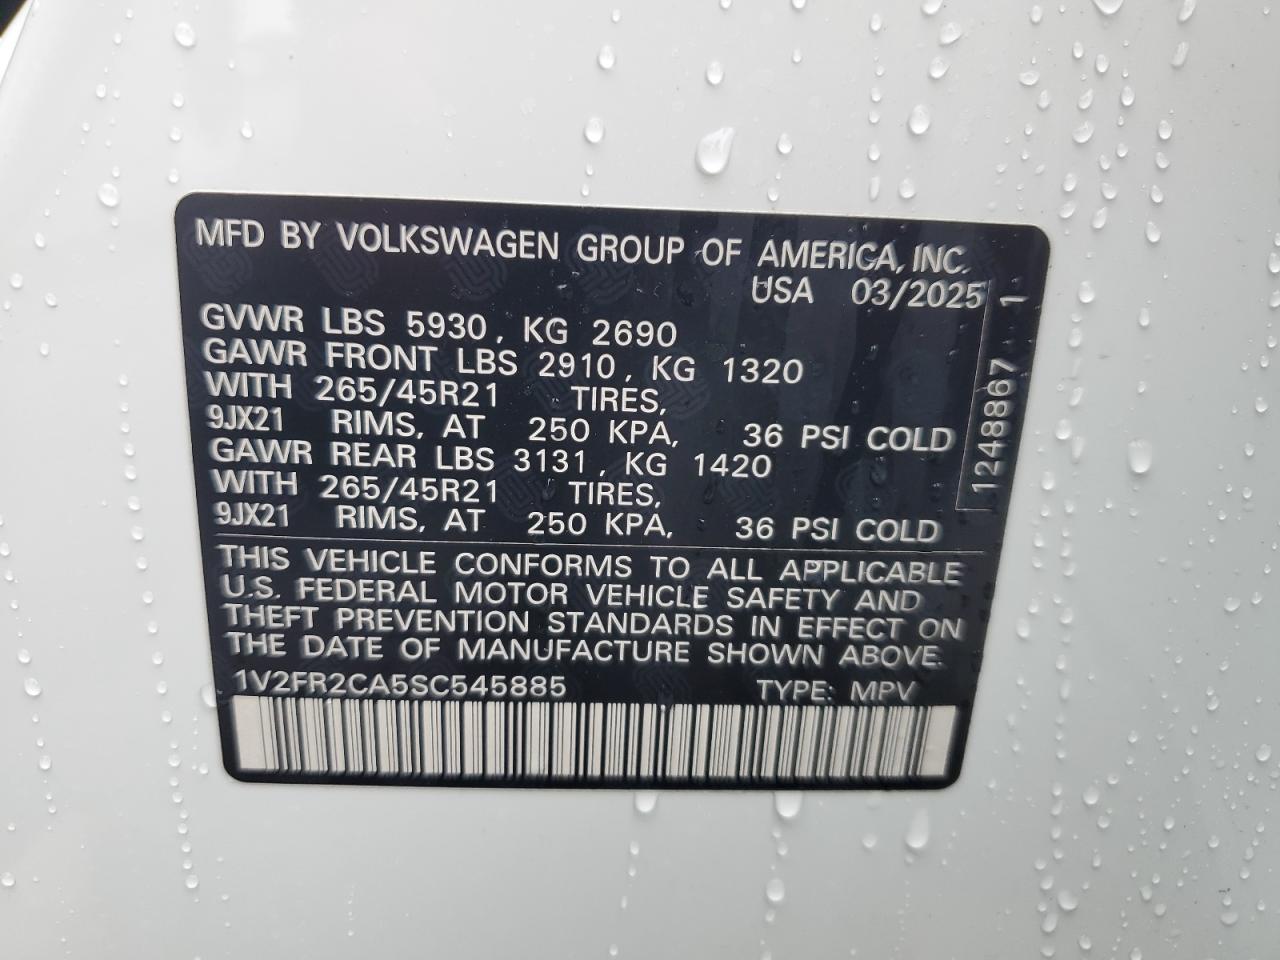 MFD BY VOLKSWAGEN GROUP OF AMERICA, INC.
USA 03/2025
GVWR LBS 5930, KG 2690
GAWR FRONT LBS 2910, KG 1320
WITH 265/45R21 TIRES,
9JX21 RIMS, AT 250 KPA, 36 PSI COLD
GAWR REAR LBS 3131, KG 1420
WITH 265/45R21 TIRES,
9JX21 RIMS, AT 250 KPA, 36 PSI COLD
1248867 1
THIS VEHICLE CONFORMS TO ALL APPLICABLE
U.S. FEDERAL MOTOR VEHICLE SAFETY AND
THEFT PREVENTION STANDARDS IN EFFECT ON
THE DATE OF MANUFACTURE SHOWN ABOVE.
1V2FR2CA5SC545885 TYPE: MPV